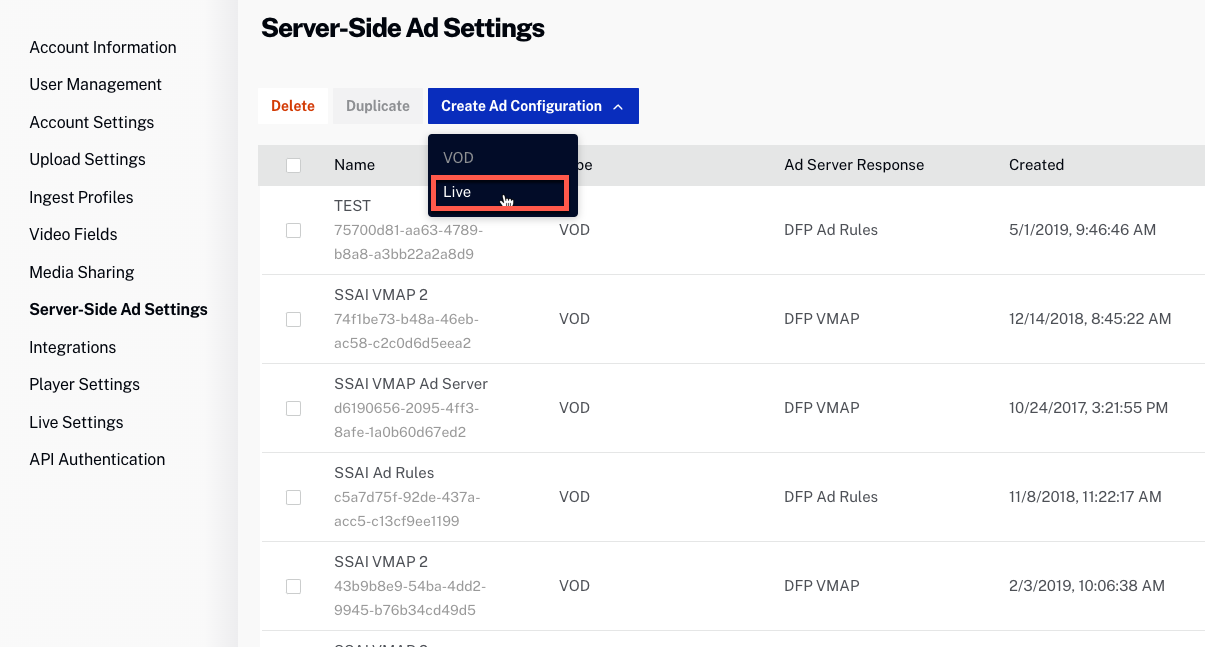 Server-Side Ad Settings
Account Information
User Management
Account Settings
Upload Settings
Ingest Profiles
Video Fields
Media Sharing
Server-Side Ad Settings
Integrations
Player Settings
Live Settings
API Authentication
Delete Duplicate Create Ad Configuration
VOD
Live
Name Ad Server Response Created
TEST
75700d81-aa63-4789-
b8a8-a3bb22a2a8d9
VOD DFP Ad Rules 5/1/2019, 9:46:46 AM
SSAI VMAP 2
74f1be73-b48a-46eb-
ac58-c2c0d6d5eea2
VOD DFP VMAP 12/14/2018, 8:45:22 AM
SSAI VMAP Ad Server
d6190656-2095-4ff3-
8afe-1a0b60d67ed2
VOD DFP VMAP 10/24/2017, 3:21:55 PM
SSAI Ad Rules
c5a7d75f-92de-437a-
acc5-c13cf9ee1199
VOD DFP Ad Rules 11/8/2018, 11:22:17 AM
SSAI VMAP 2
43b9b8e9-54ba-4dd2-
9945-b76b34cd49d5
VOD DFP VMAP 2/3/2019, 10:06:38 AM